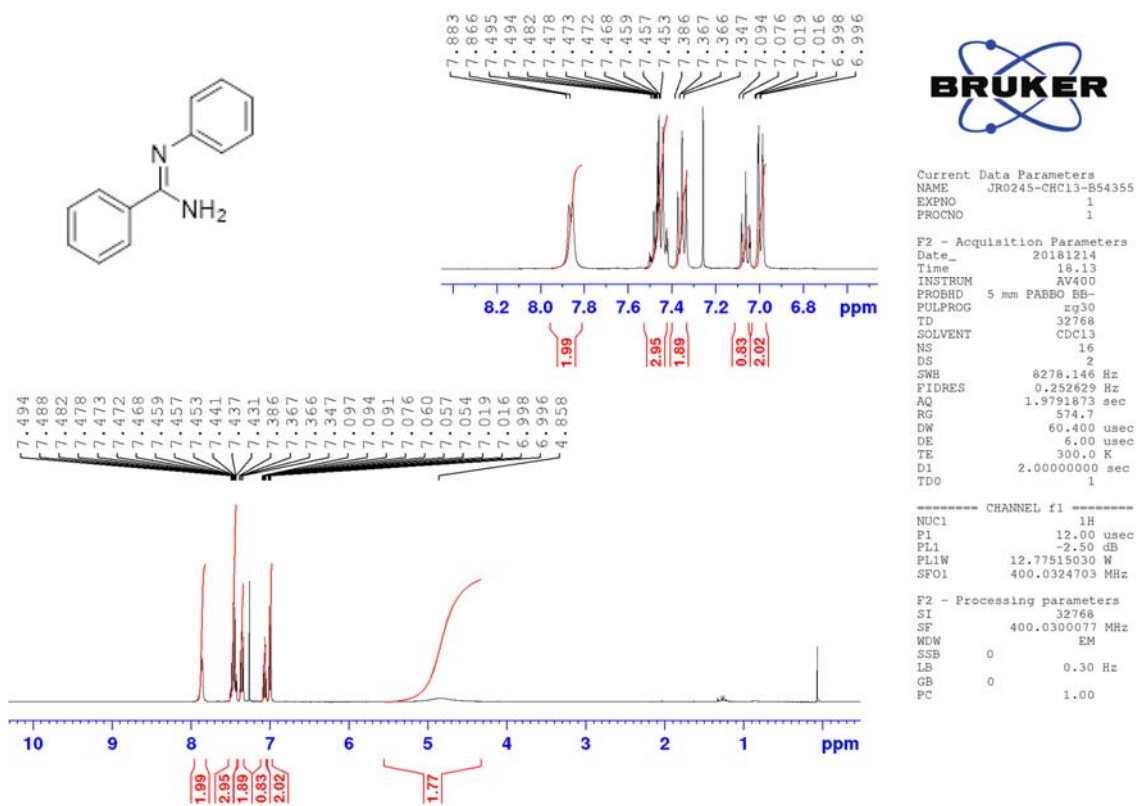 7.883
7.866
7.495
7.494
7.482
7.478
7.473
7.472
7.468
7.459
7.457
7.453
7.386
7.367
7.366
7.347
7.094
7.076
7.019
7.016
6.998
6.996
N
NH2
8.2 8.0 7.8 7.6 7.4 7.2 7.0 6.8 ppm
1.99 2.95 1.89 0.83 2.02
BRUKER
Current Data Parameters
NAME JR0245-CHCl3-B54355
EXPNO 1
PROCNO 1
F2 - Acquisition Parameters
Date_ 20181214
Time 18.13
INSTRUM AV400
PROBHD 5 mm PABBO BB-
PULPROG zg30
TD 32768
SOLVENT CDCl3
NS 16
DS 2
SWH 8278.146 Hz
FIDRES 0.252629 Hz
AQ 1.9791873 sec
RG 574.7
DW 60.400 usec
DE 6.00 usec
TE 300.0 K
D1 2.00000000 sec
TD0 1
======== CHANNEL f1 ========
NUC1 1H
P1 12.00 usec
PL1 -2.50 dB
PL1W 12.77515030 W
SFO1 400.0324703 MHz
F2 - Processing parameters
SI 32768
SF 400.0300077 MHz
WDW EM
SSB 0
LB 0.30 Hz
GB 0
PC 1.00
7.494
7.488
7.482
7.478
7.473
7.472
7.468
7.459
7.457
7.453
7.441
7.437
7.431
7.386
7.367
7.366
7.347
7.097
7.094
7.091
7.076
7.060
7.057
7.054
7.019
7.016
6.998
6.996
4.858
10 9 8 7 6 5 4 3 2 1 ppm
1.99 2.95 1.89 0.83 2.02 1.77